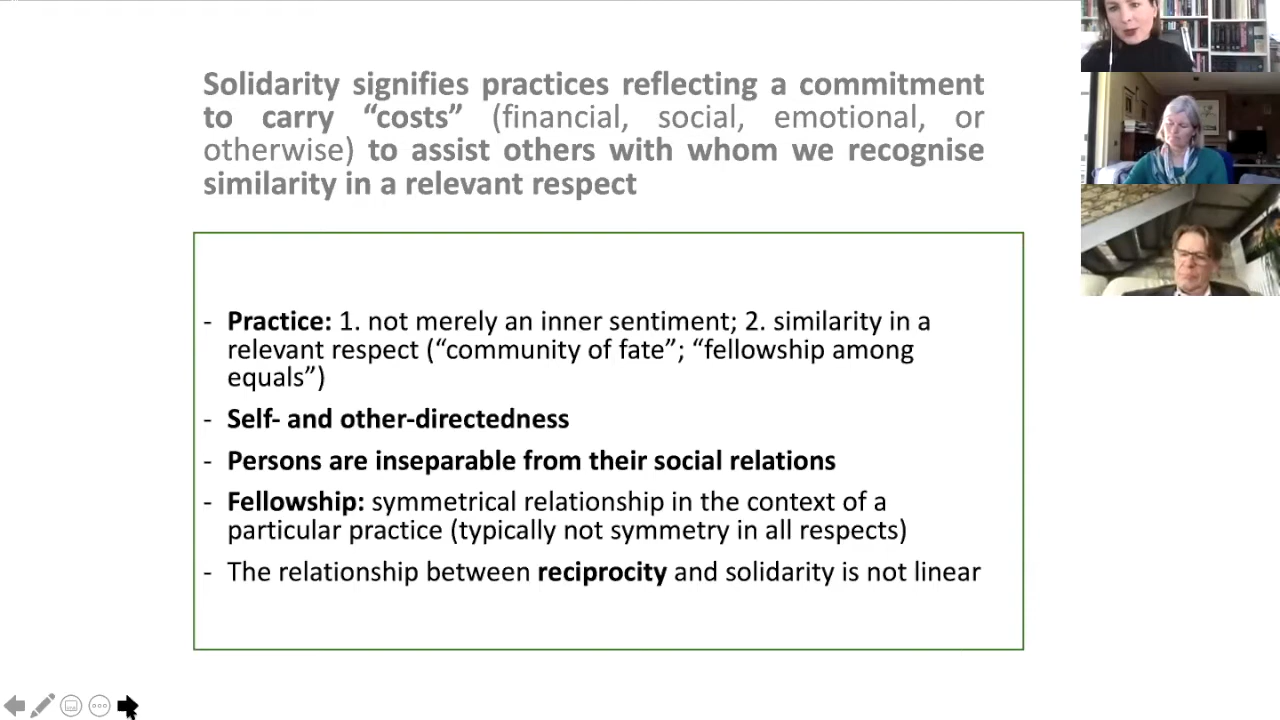 Solidarity signifies practices reflecting a commitment
to carry “costs” (financial, social, emotional, or
otherwise) to assist others with whom we recognise
similarity in a relevant respect
- Practice: 1. not merely an inner sentiment; 2. similarity in a
relevant respect (“community of fate”; “fellowship among
equals”)
- Self- and other-directedness
- Persons are inseparable from their social relations
- Fellowship: symmetrical relationship in the context of a
particular practice (typically not symmetry in all respects)
- The relationship between reciprocity and solidarity is not linear